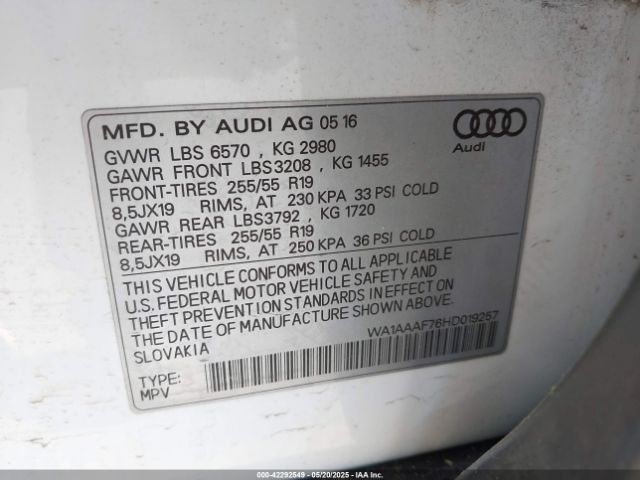 MFD. BY AUDI AG 05 16
Audi
GVWR LBS 6570 , KG 2980
GAWR FRONT LBS3208 , KG 1455
FRONT-TIRES 255/55 R19
8,5JX19 RIMS, AT 230 KPA 33 PSI COLD
GAWR REAR LBS3792 , KG 1720
REAR-TIRES 255/55 R19
8,5JX19 RIMS, AT 250 KPA 36 PSI COLD
THIS VEHICLE CONFORMS TO ALL APPLICABLE
U.S. FEDERAL MOTOR VEHICLE SAFETY AND
THEFT PREVENTION STANDARDS IN EFFECT ON
THE DATE OF MANUFACTURE SHOWN ABOVE.
SLOVAKIA
WA1AAAF76HD019257
TYPE:
MPV
000-42292549 - 05/20/2025 - IAAI.COM